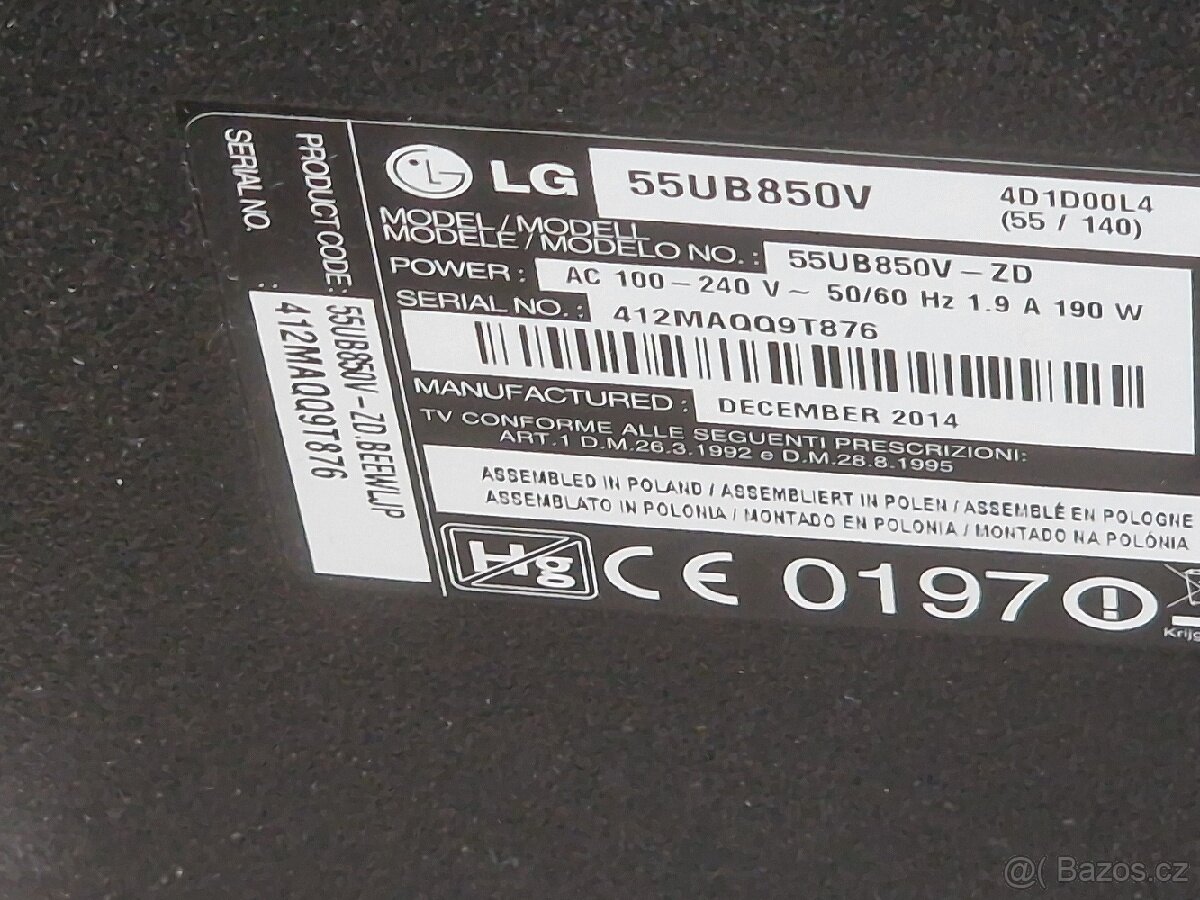 LG 55UB850V 4D1D00L4
(55 / 140)
MODEL / MODELL
MODÈLE / MODELO NO. : 55UB850V - ZD
POWER : AC 100 - 240 V ~ 50/60 Hz 1.9 A 190 W
SERIAL NO. : 412MAQQ9T876
MANUFACTURED : DECEMBER 2014
TV CONFORME ALLE SEGUENTI PRESCRIZIONI:
ART.1 D.M.26.3.1992 e D.M.28.8.1995
ASSEMBLED IN POLAND / ASSEMBLIERT IN POLEN / ASSEMBLÉ EN POLOGNE
ASSEMBLATO IN POLONIA / MONTADO EN POLONIA / MONTADO NA POLÓNIA
Hg CE 0197 !
PRODUCT CODE: 55UB850V-ZD.BEEWLJP
SERIAL NO. : 412MAQQ9T876
@( Bazos.cz